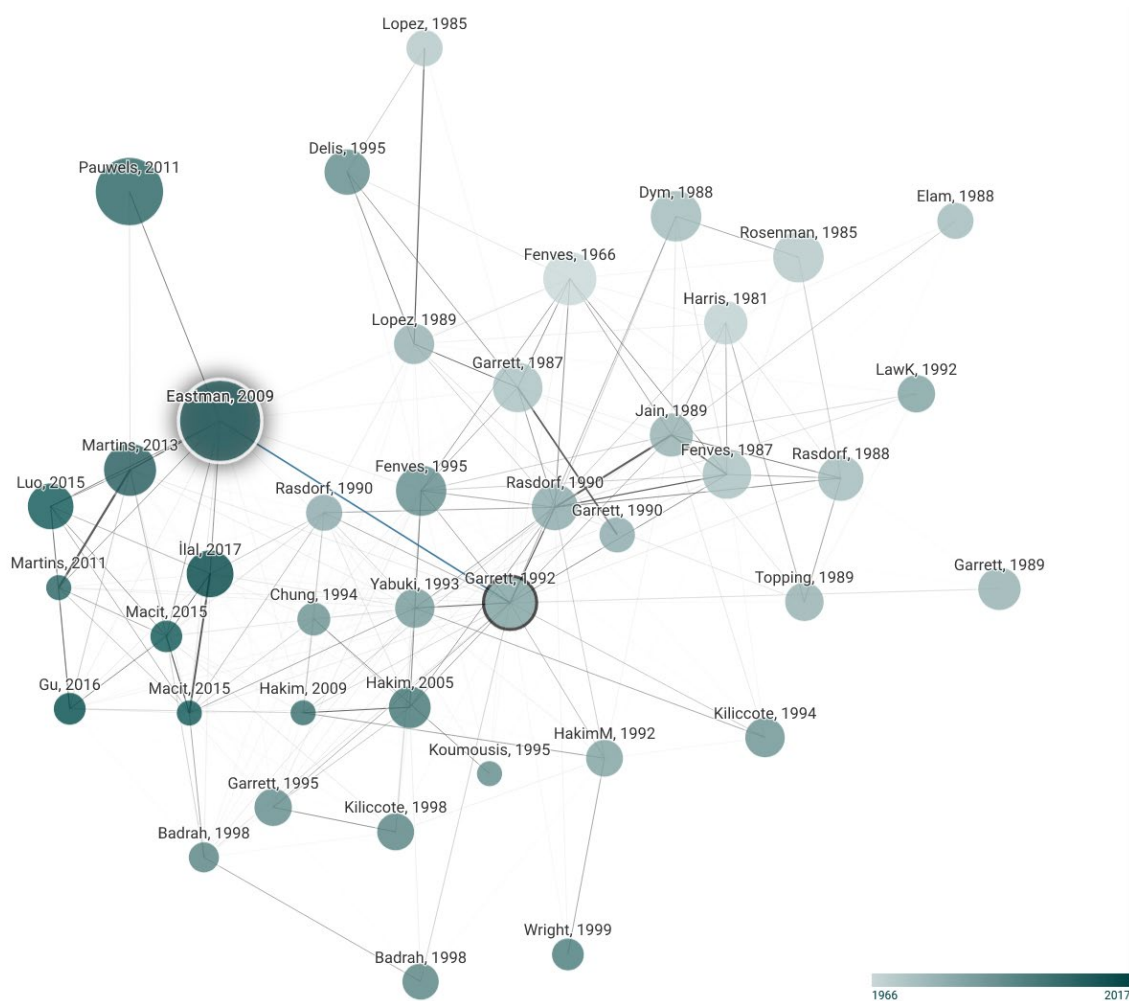 Lopez, 1985
Delis, 1995
Pauwels, 2011
Dym, 1988
Elam, 1988
Rosenman, 1985
Fenves, 1966
Harris, 1981
Lopez, 1989
Garrett, 1987
LawK, 1992
Eastman, 2009
Jain, 1989
Martins, 2013
Fenves, 1987
Rasdorf, 1988
Fenves, 1995
Luo, 2015
Rasdorf, 1990
Rasdorf, 1990
Garrett, 1990
İlal, 2017
Martins, 2011
Garrett, 1989
Topping, 1989
Garrett, 1992
Yabuki, 1993
Chung, 1994
Macit, 2015
Gu, 2016
Macit, 2015
Hakim, 2009
Hakim, 2005
Kiliccote, 1994
HakimM, 1992
Koumousis, 1995
Garrett, 1995
Kiliccote, 1998
Badrah, 1998
Wright, 1999
Badrah, 1998
1966
2017